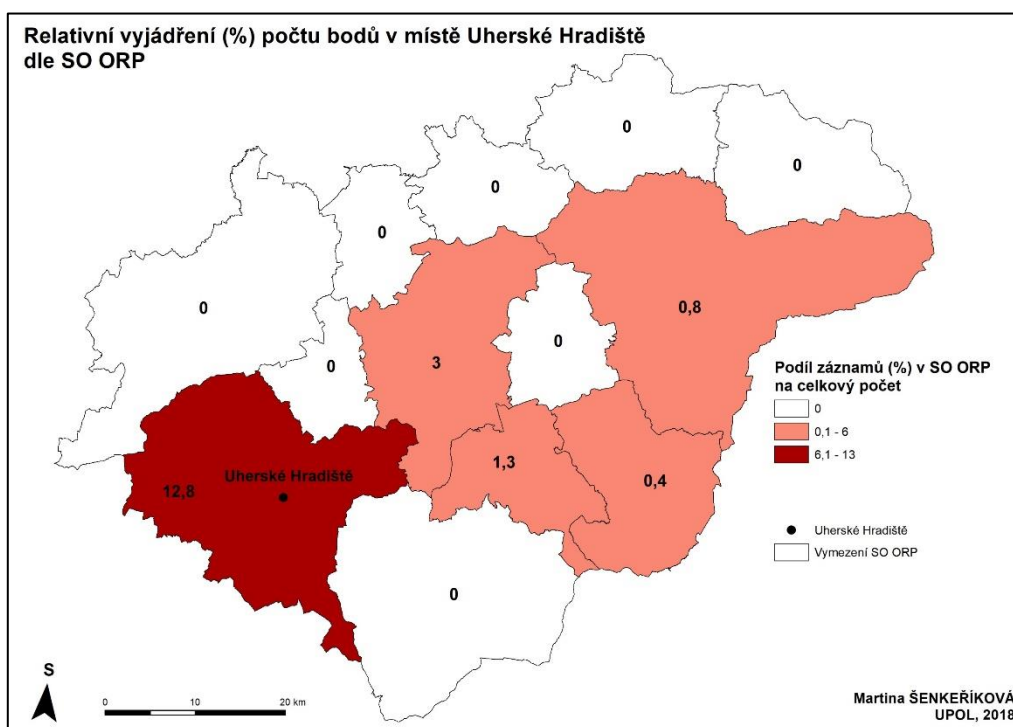 Relativní vyjádření (%) počtu bodů v místě Uherské Hradiště
dle SO ORP
0
0
0
0
0
0,8
0
3
0
Podíl záznamů (%) v SO ORP
na celkový počet
0
0,1 - 6
6,1 - 13
1,3
0,4
Uherské Hradiště
12,8
Uherské Hradiště
Vymezení SO ORP
0
S
0 10 20 km
Martina ŠENKEŘÍKOVÁ
UPOL, 2018